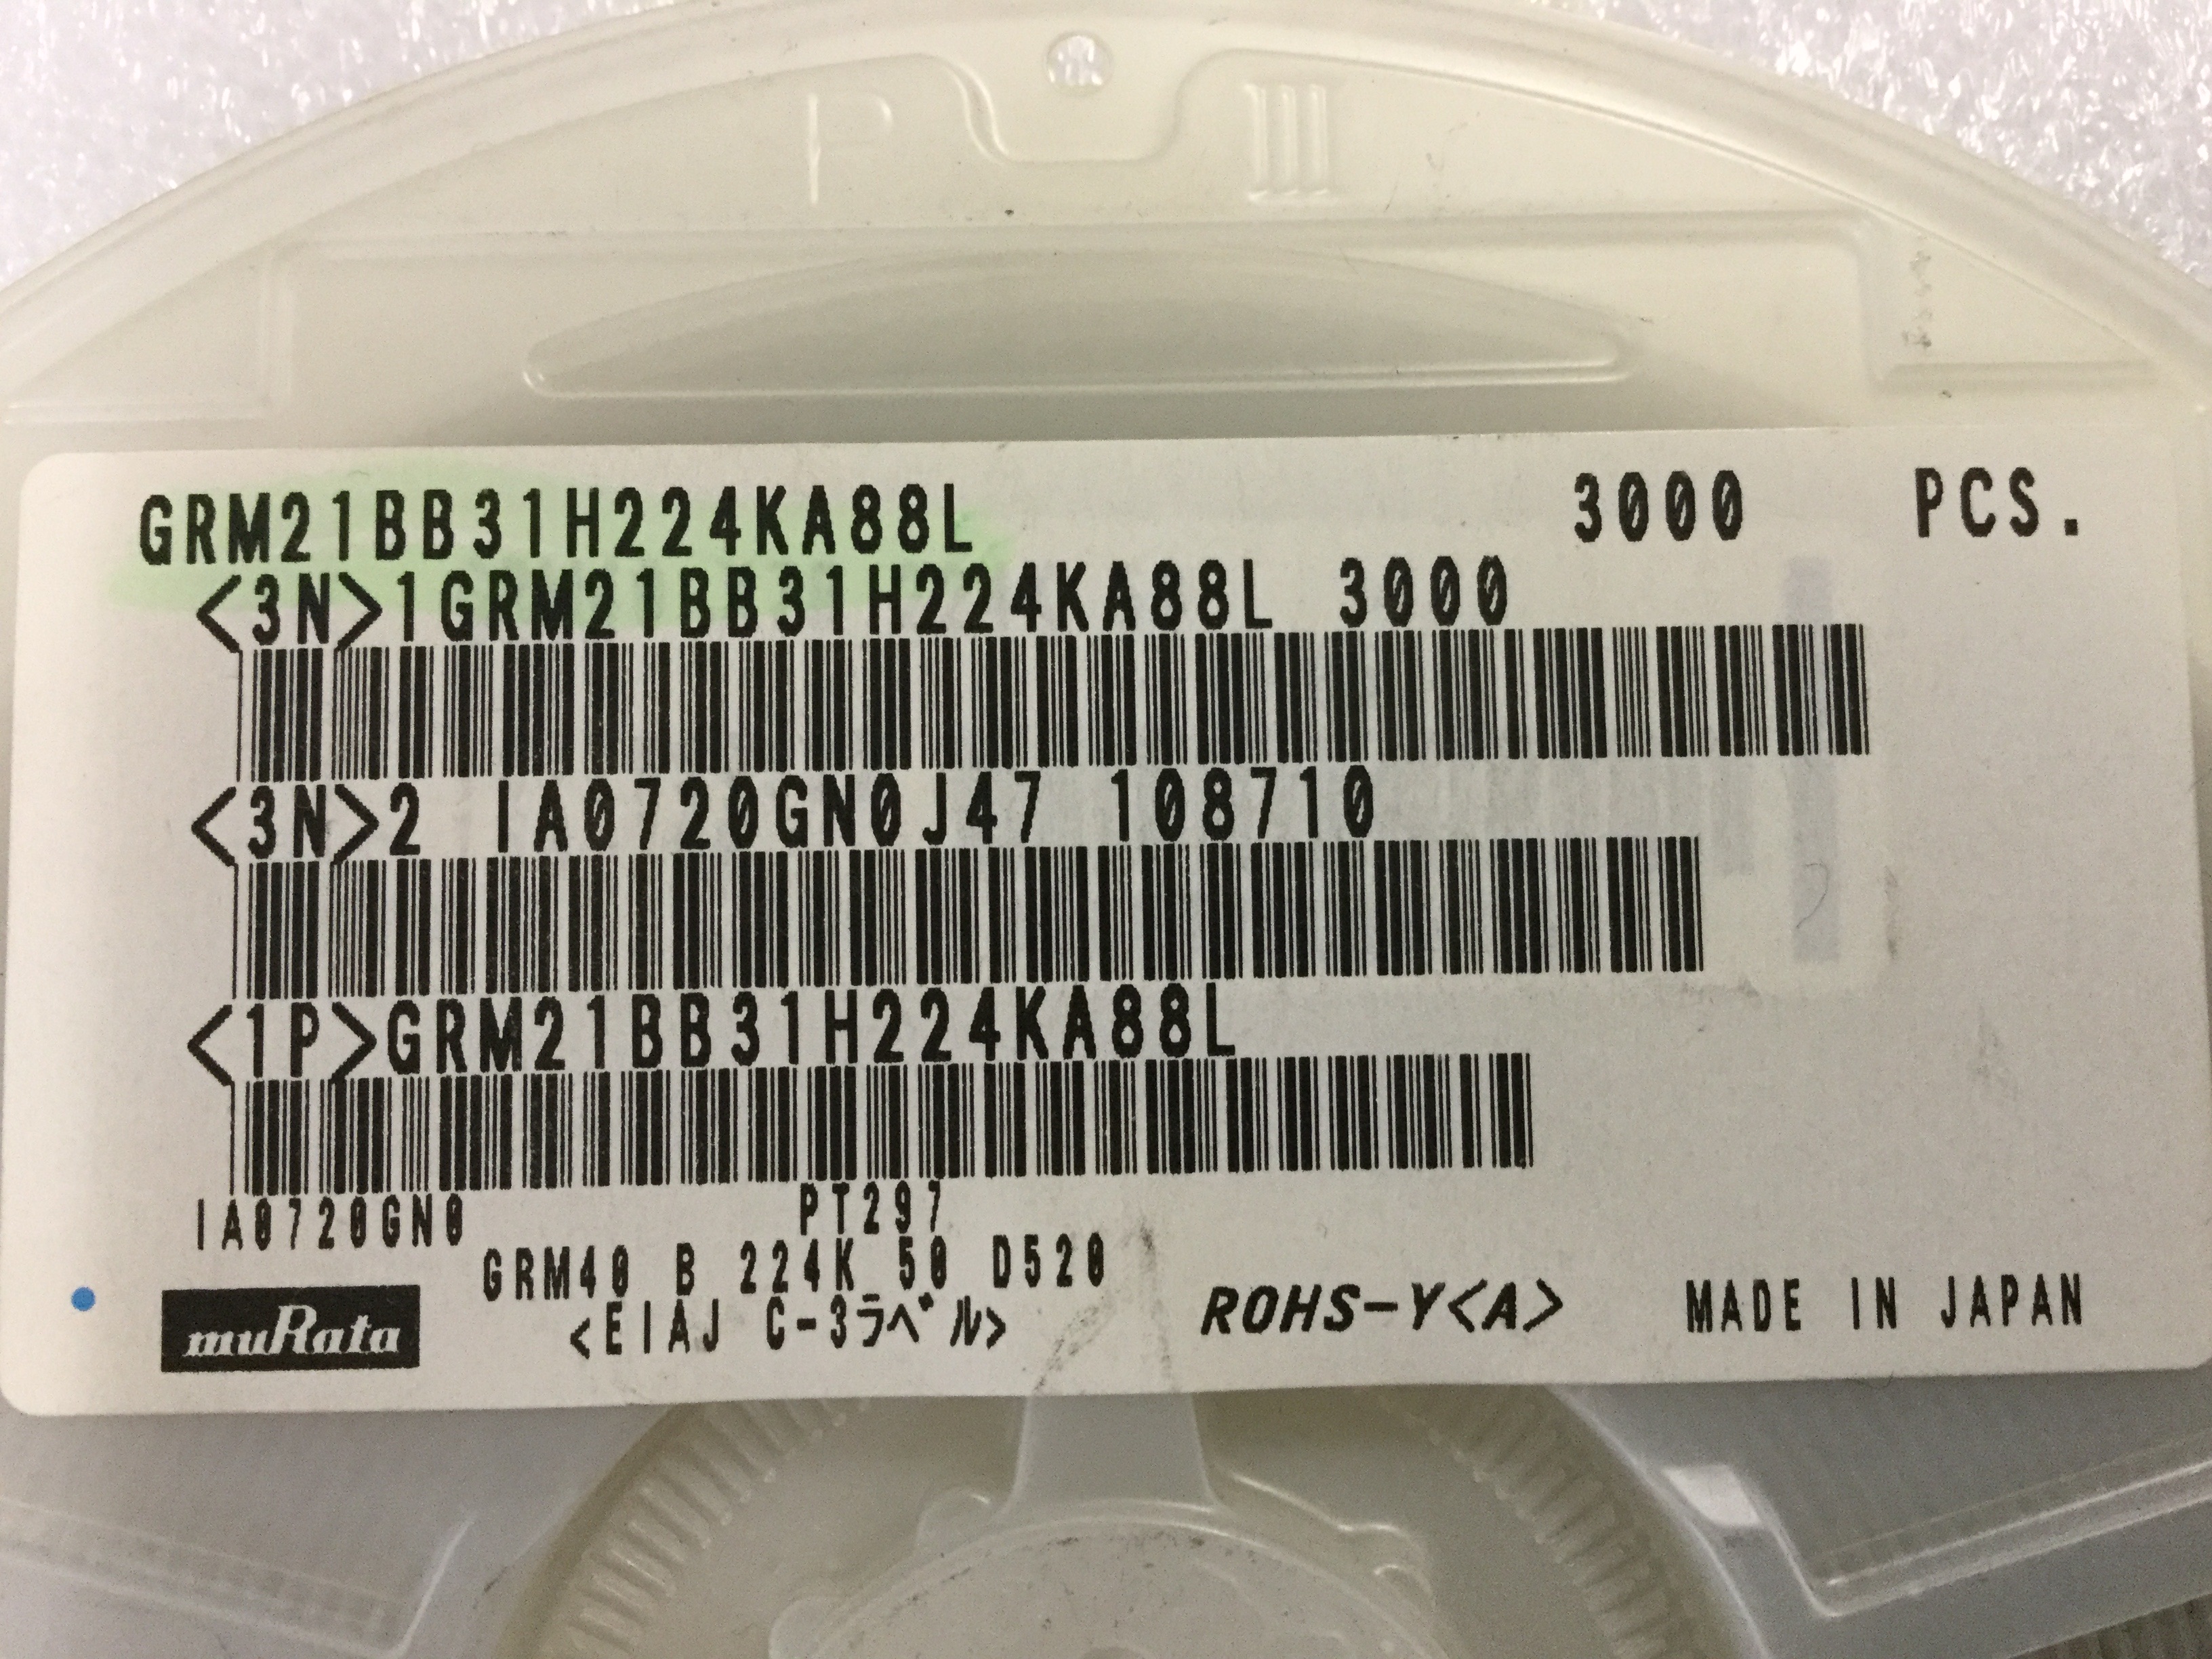 P III
GRM21BB31H224KA88L 3000 PCS.
<3N>1GRM21BB31H224KA88L 3000
<3N>2 IA0720GN0J47 108710
<1P>GRM21BB31H224KA88L
IA0720GN0 PT297
GRM40 B 224K 50 D520
muRata <EIAJ C-3ラベル> ROHS-Y<A> MADE IN JAPAN